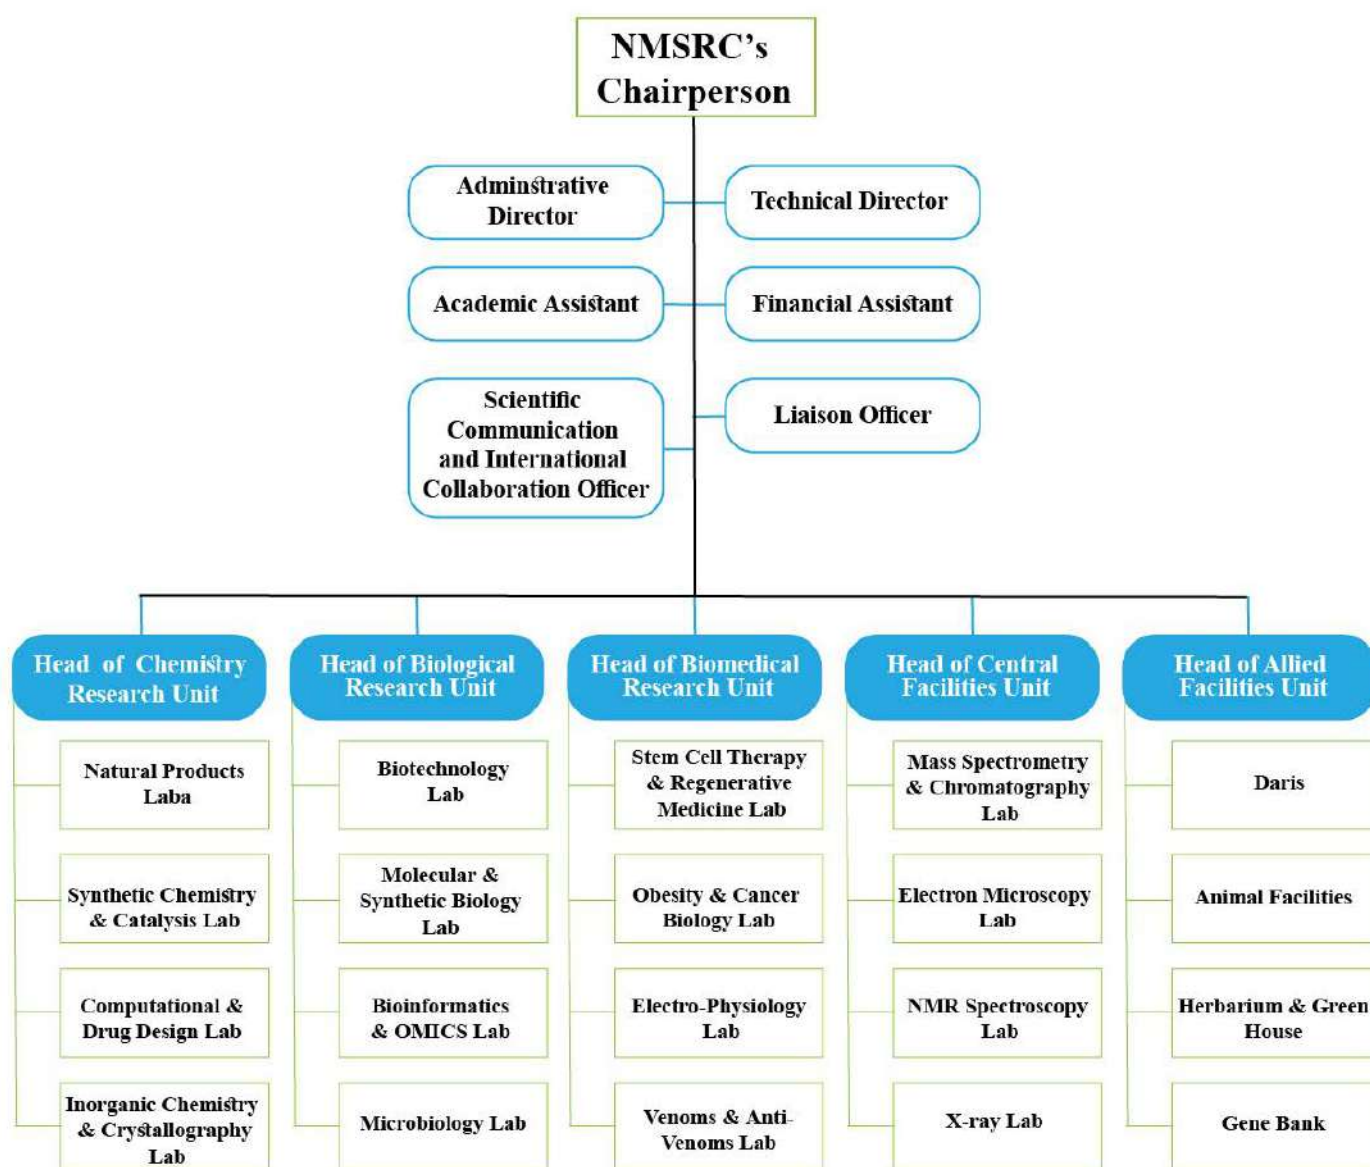 NMSRC's
Chairperson
Adminstrative
Director
Technical Director
Academic Assistant
Financial Assistant
Scientific
Communication
and International
Collaboration Officer
Liaison Officer
Head of Chemistry
Research Unit
Head of Biological
Research Unit
Head of Biomedical
Research Unit
Head of Central
Facilities Unit
Head of Allied
Facilities Unit
Natural Products
Laba
Biotechnology
Lab
Stem Cell Therapy
& Regenerative
Medicine Lab
Mass Spectrometry
& Chromatography
Lab
Daris
Synthetic Chemistry
& Catalysis Lab
Molecular &
Synthetic Biology
Lab
Obesity & Cancer
Biology Lab
Electron Microscopy
Lab
Animal Facilities
Computational &
Drug Design Lab
Bioinformatics
& OMICS Lab
Electro-Physiology
Lab
NMR Spectroscopy
Lab
Herbarium & Green
House
Inorganic Chemistry
& Crystallography
Lab
Microbiology Lab
Venoms & Anti-
Venoms Lab
X-ray Lab
Gene Bank